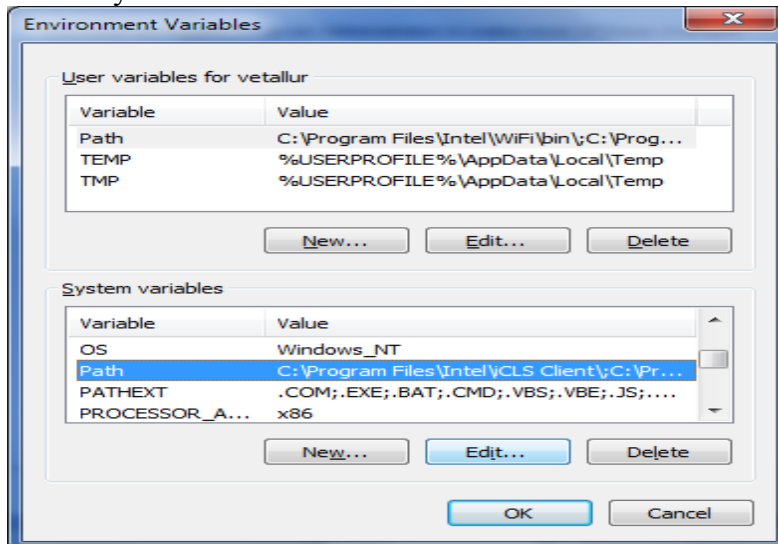 Environment Variables
User variables for vetallur
Variable Value
Path C:\Program Files\Intel\WiFi\bin\;C:\Prog...
TEMP %USERPROFILE%\AppData\Local\Temp
TMP %USERPROFILE%\AppData\Local\Temp
New... Edit... Delete
System variables
Variable Value
OS Windows_NT
Path C:\Program Files\Intel\iCLS Client\;C:\Pr...
PATHEXT .COM;.EXE;.BAT;.CMD;.VBS;.VBE;.JS;....
PROCESSOR_A... x86
New... Edit... Delete
OK Cancel